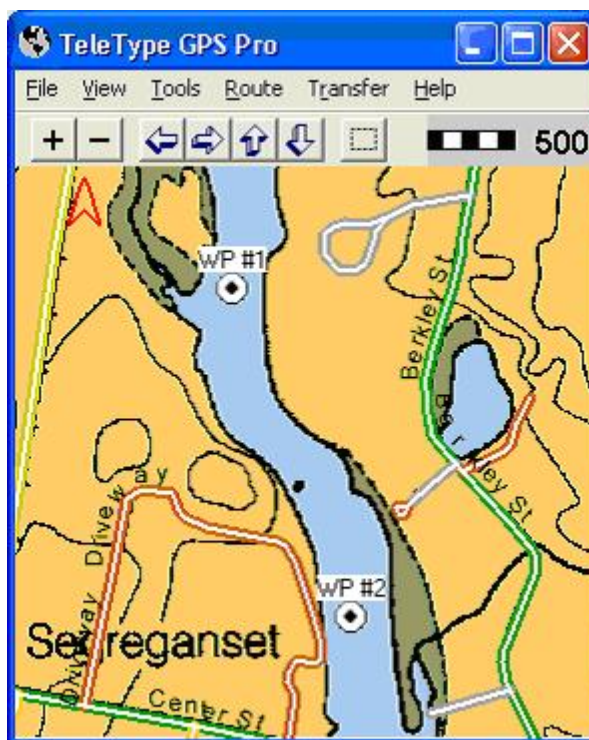 TeleType GPS Pro
File View Tools Route Transfer Help
+ - 500
WP #1
Berkley St
Berkley St
Driveway Driveway
WP #2
Segreganset
Center St